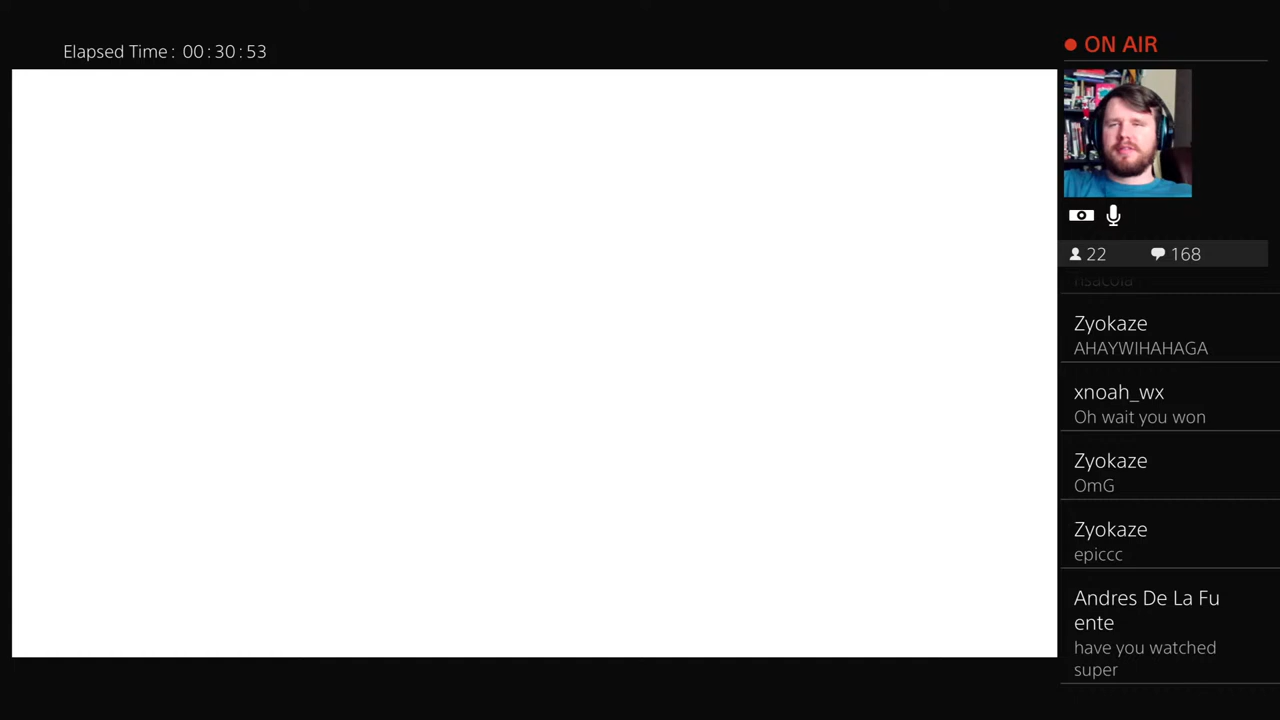 Elapsed Time : 00:30:53
ON AIR
22 168
Zyokaze
AHAYWIHAHAGA
xnoah_wx
Oh wait you won
Zyokaze
OmG
Zyokaze
epiccc
Andres De La Fu
ente
have you watched
super